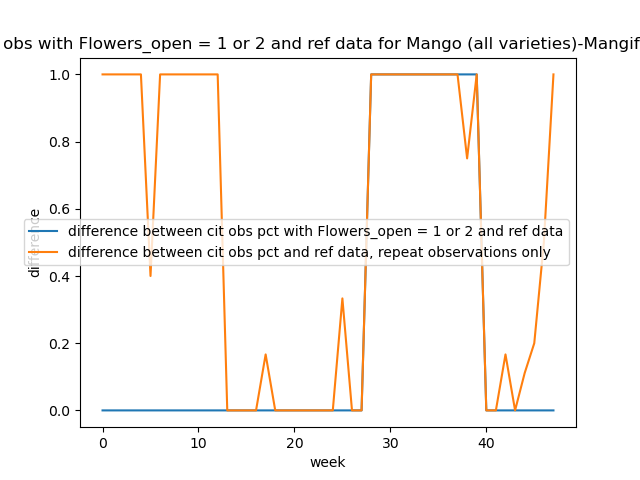 obs with Flowers_open = 1 or 2 and ref data for Mango (all varieties)-Mangif
1.0
0.8
0.6
difference between cit obs pct with Flowers_open = 1 or 2 and ref data
difference between cit obs pct and ref data, repeat observations only
difference
0.4
0.2
0.0
0 10 20 30 40
week